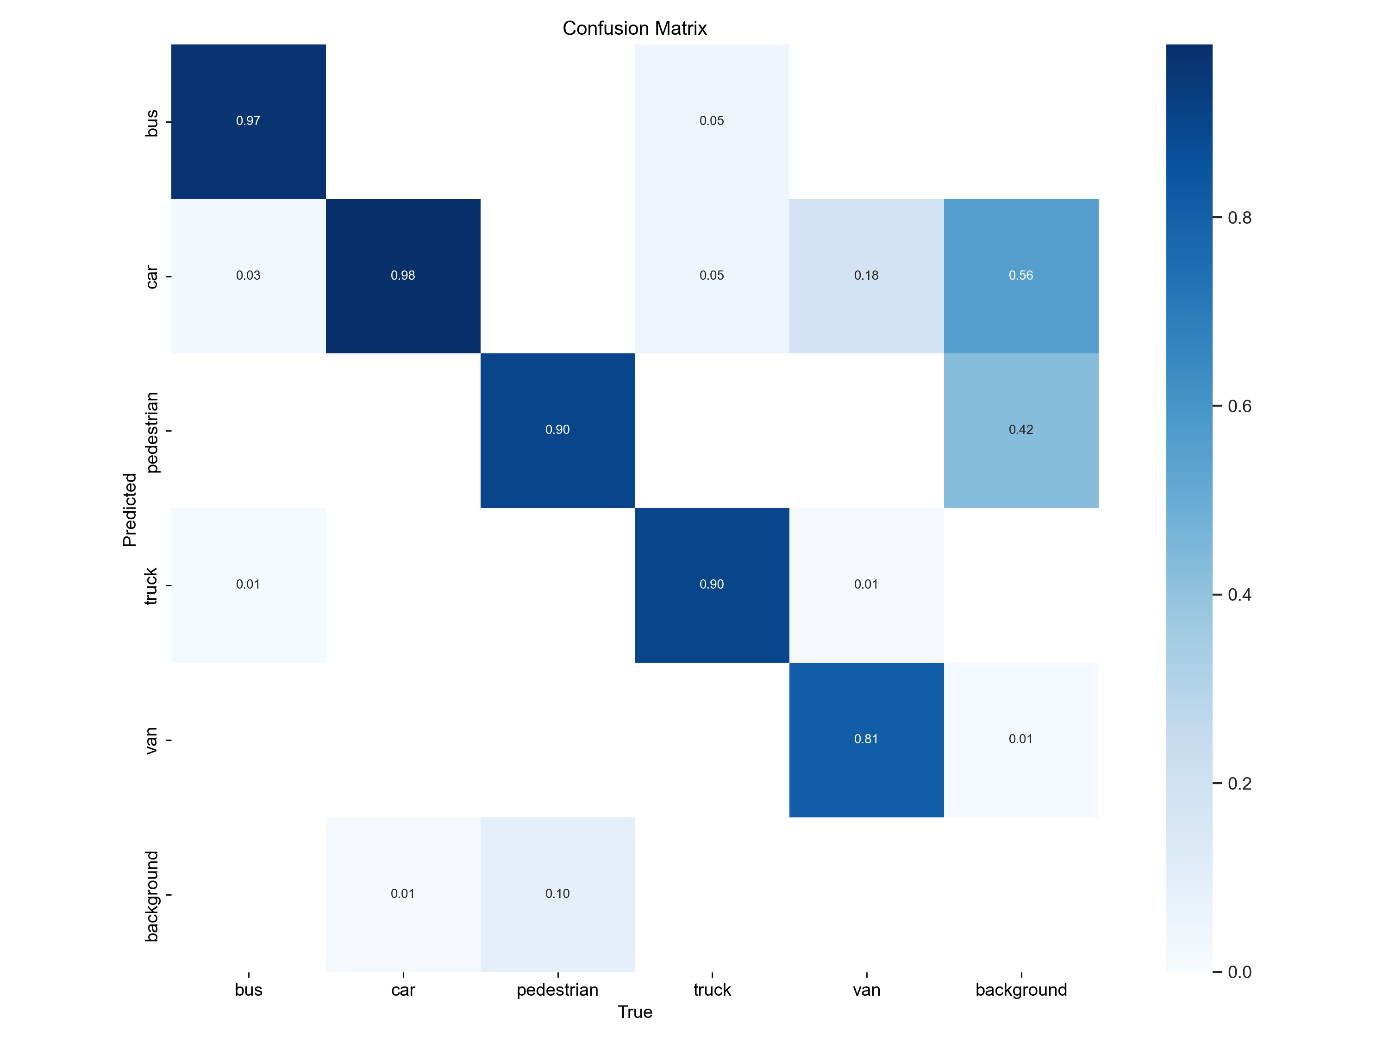 Confusion Matrix
bus 0.97 0.05
car 0.03 0.98 0.05 0.18 0.56
pedestrian 0.90 0.42
truck 0.01 0.90 0.01
van 0.81 0.01
background 0.01 0.10
Predicted
bus car pedestrian truck van background
True
0.8
0.6
0.4
0.2
0.0